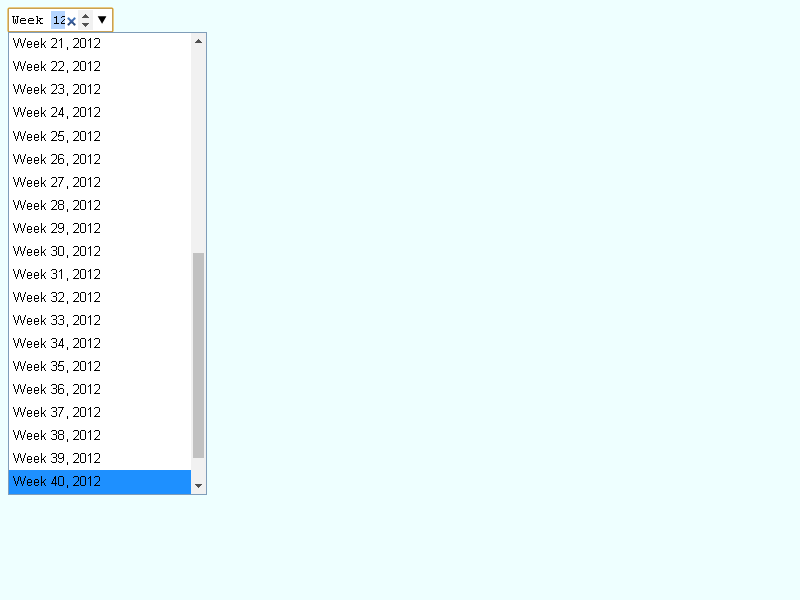 Week 12
Week 21, 2012
Week 22, 2012
Week 23, 2012
Week 24, 2012
Week 25, 2012
Week 26, 2012
Week 27, 2012
Week 28, 2012
Week 29, 2012
Week 30, 2012
Week 31, 2012
Week 32, 2012
Week 33, 2012
Week 34, 2012
Week 35, 2012
Week 36, 2012
Week 37, 2012
Week 38, 2012
Week 39, 2012
Week 40, 2012